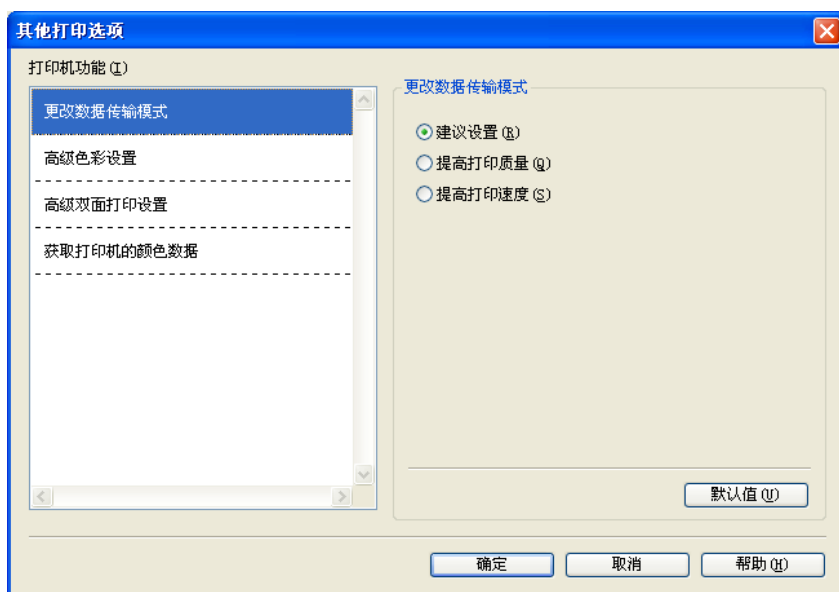 其他打印选项
打印机功能(I)
更改数据传输模式
高级色彩设置
高级双面打印设置
获取打印机的颜色数据
更改数据传输模式
建议设置(R)
提高打印质量(Q)
提高打印速度(S)
默认值(U)
确定
取消
帮助(H)